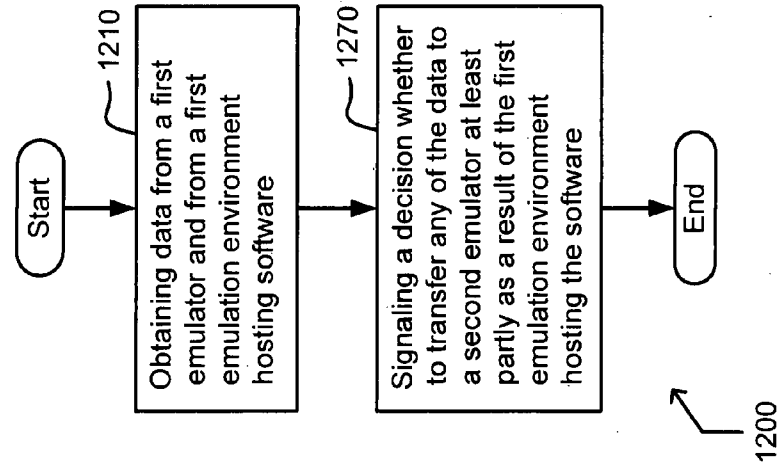 Start
1210
Obtaining data from a first
emulator and from a first
emulation environment
hosting software
1270
Signaling a decision whether
to transfer any of the data to
a second emulator at least
partly as a result of the first
emulation environment
hosting the software
End
1200